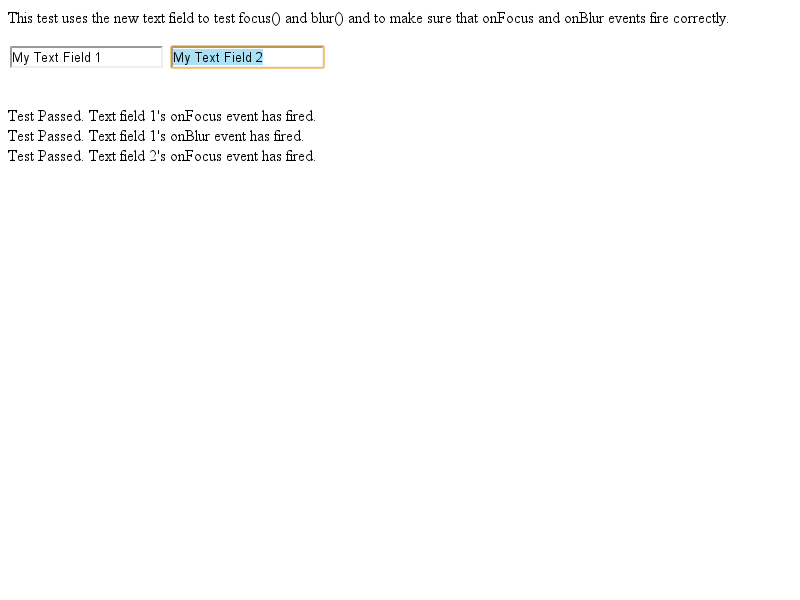 This test uses the new text field to test focus() and blur() and to make sure that onFocus and onBlur events fire correctly.
My Text Field 1 My Text Field 2
Test Passed. Text field 1's onFocus event has fired.
Test Passed. Text field 1's onBlur event has fired.
Test Passed. Text field 2's onFocus event has fired.